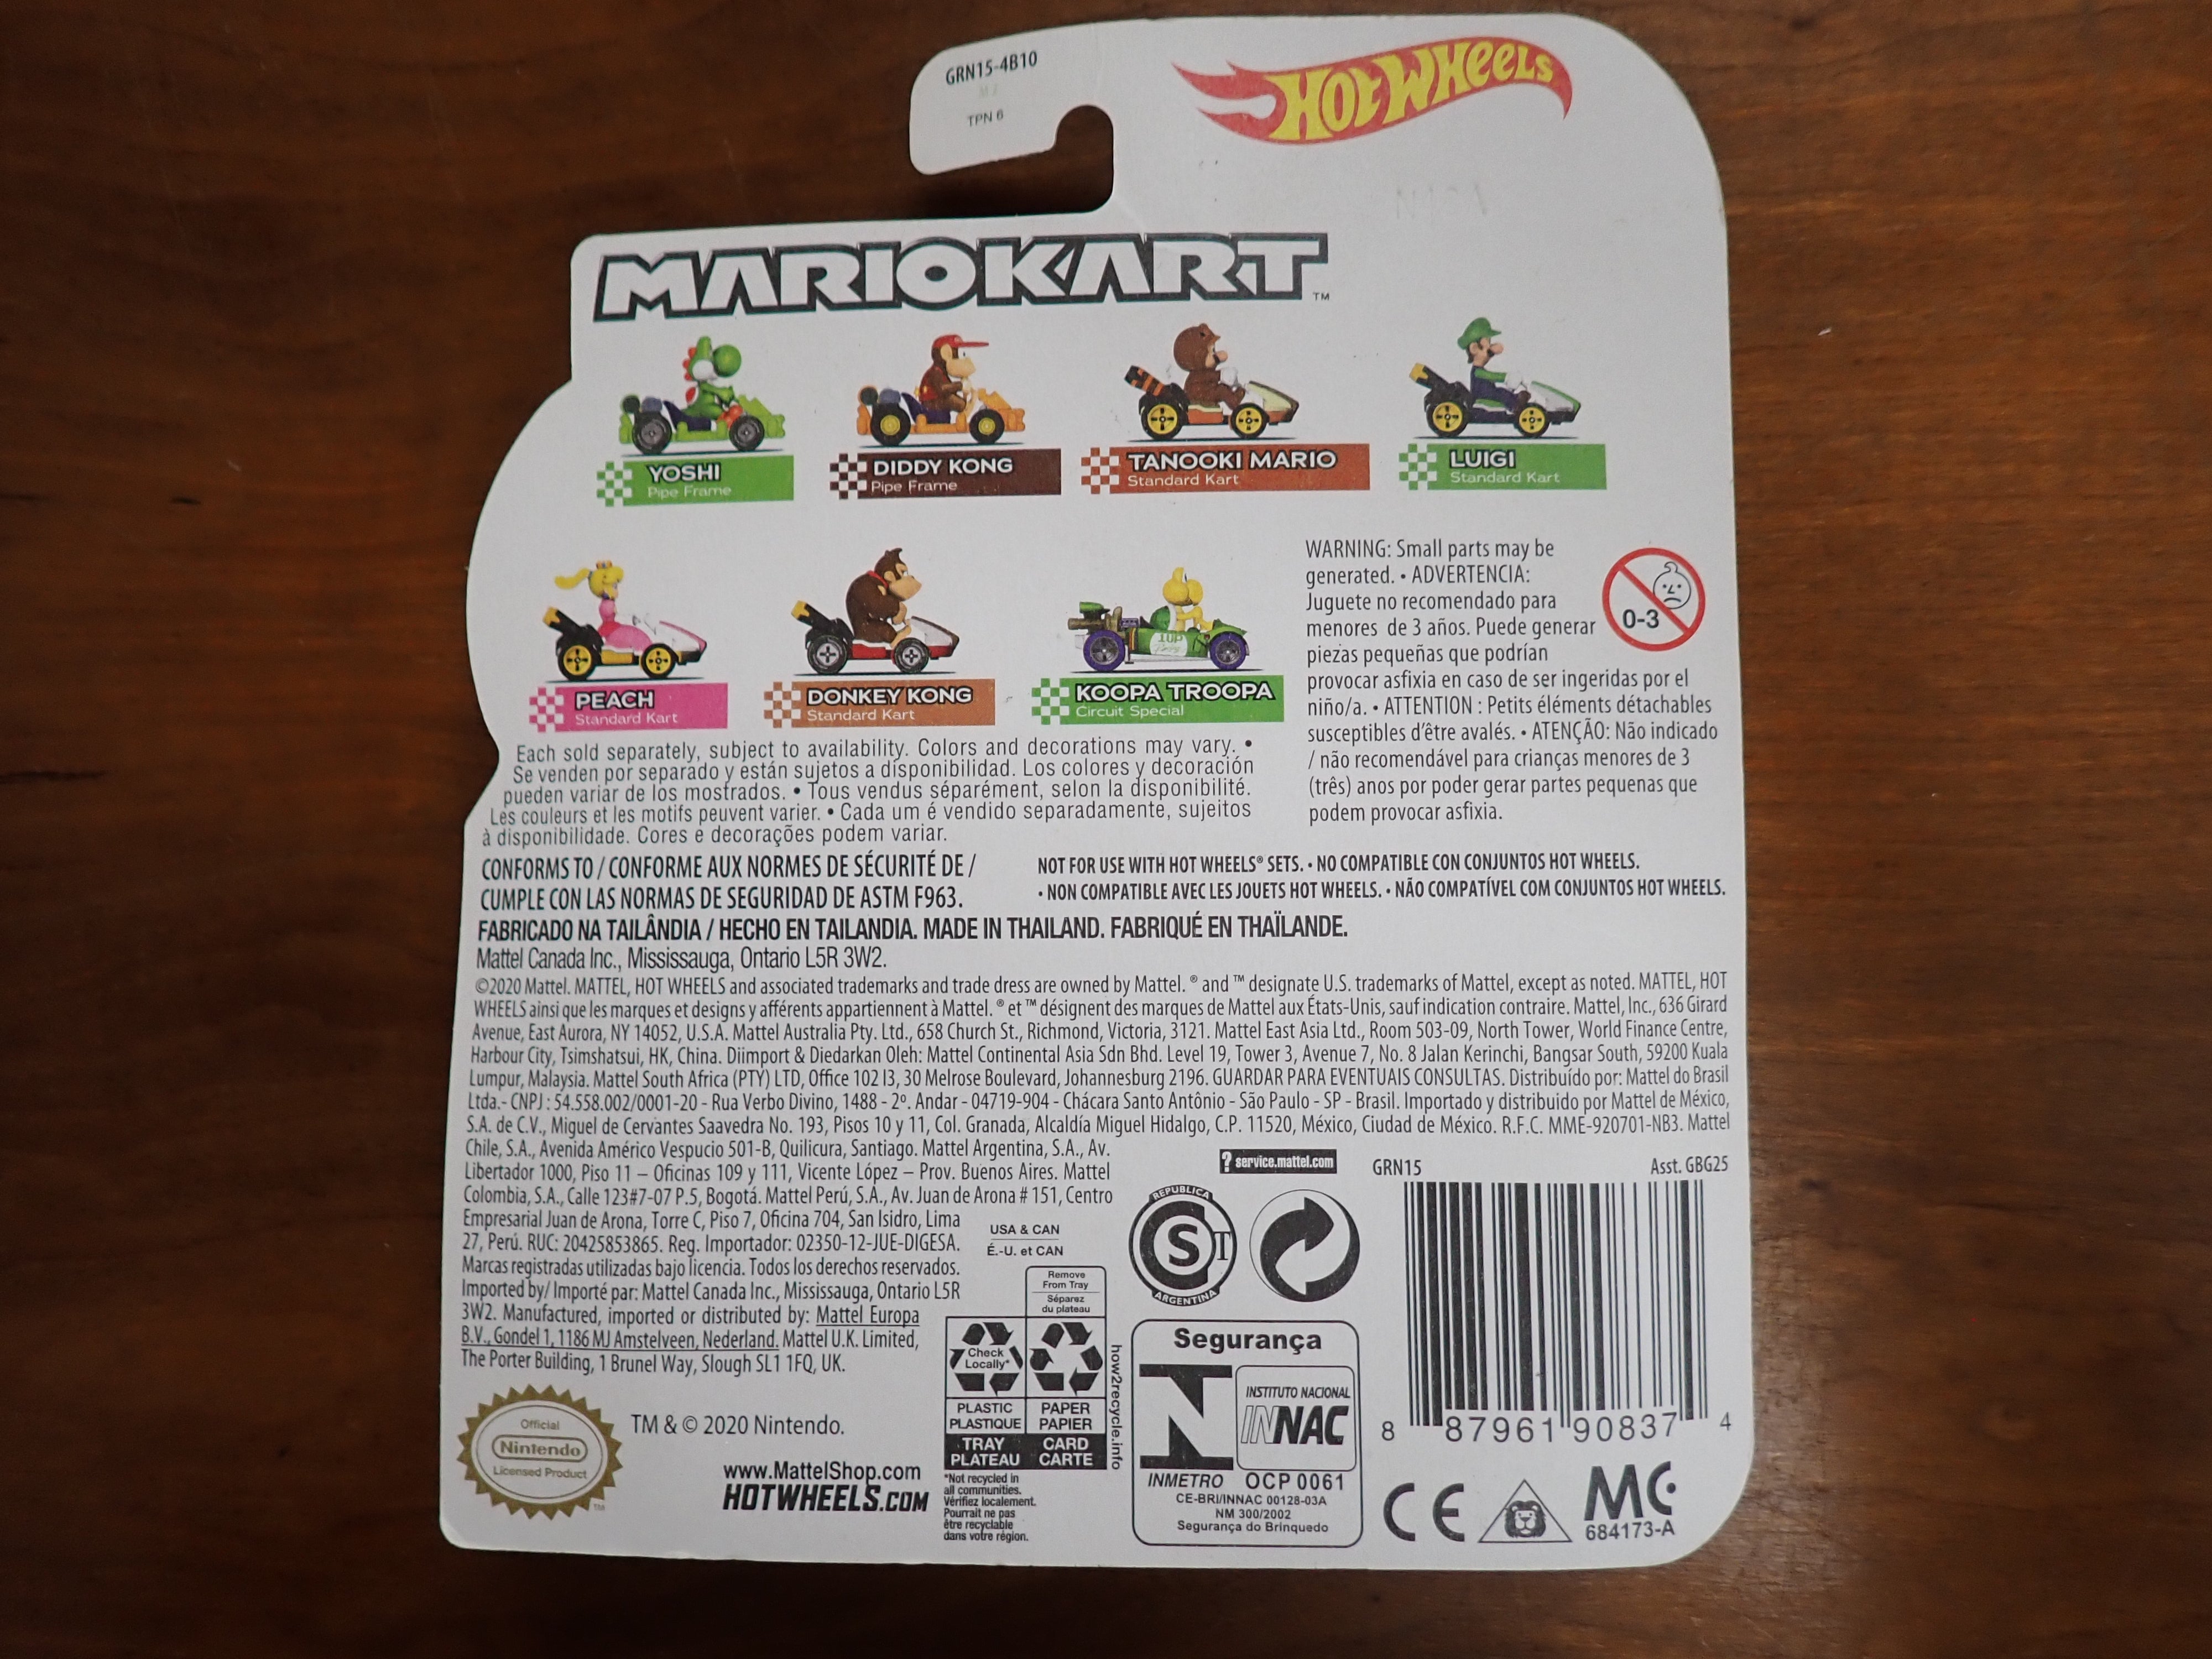 GRN15-4B10
TPN 6
HOT WHEELS
MARIOKART™
YOSHI
Pipe Frame
DIDDY KONG
Pipe Frame
TANOOKI MARIO
Standard Kart
LUIGI
Standard Kart
PEACH
Standard Kart
DONKEY KONG
Standard Kart
1UP
KOOPA TROOPA
Circuit Special
WARNING: Small parts may be
generated. • ADVERTENCIA:
Juguete no recomendado para
menores de 3 años. Puede generar
piezas pequeñas que podrían
provocar asfixia en caso de ser ingeridas por el
niño/a. • ATTENTION : Petits éléments détachables
susceptibles d'être avalés. • ATENÇÃO: Não indicado
/ não recomendável para crianças menores de 3
(três) anos por poder gerar partes pequenas que
podem provocar asfixia.
0-3
Each sold separately, subject to availability. Colors and decorations may vary. •
Se venden por separado y están sujetos a disponibilidad. Los colores y decoración
pueden variar de los mostrados. • Tous vendus séparément, selon la disponibilité.
Les couleurs et les motifs peuvent varier. • Cada um é vendido separadamente, sujeitos
à disponibilidade. Cores e decorações podem variar.
CONFORMS TO / CONFORME AUX NORMES DE SÉCURITÉ DE /
CUMPLE CON LAS NORMAS DE SEGURIDAD DE ASTM F963.
NOT FOR USE WITH HOT WHEELS® SETS. • NO COMPATIBLE CON CONJUNTOS HOT WHEELS.
• NON COMPATIBLE AVEC LES JOUETS HOT WHEELS. • NÃO COMPATÍVEL COM CONJUNTOS HOT WHEELS.
FABRICADO NA TAILÂNDIA / HECHO EN TAILANDIA. MADE IN THAILAND. FABRIQUÉ EN THAÏLANDE.
Mattel Canada Inc., Mississauga, Ontario L5R 3W2.
©2020 Mattel. MATTEL, HOT WHEELS and associated trademarks and trade dress are owned by Mattel. ® and ™ designate U.S. trademarks of Mattel, except as noted. MATTEL, HOT
WHEELS ainsi que les marques et designs y afférents appartiennent à Mattel. ® et ™ désignent des marques de Mattel aux États-Unis, sauf indication contraire. Mattel, Inc., 636 Girard
Avenue, East Aurora, NY 14052, U.S.A. Mattel Australia Pty. Ltd., 658 Church St., Richmond, Victoria, 3121. Mattel East Asia Ltd., Room 503-09, North Tower, World Finance Centre,
Harbour City, Tsimshatsui, HK, China. Diimport & Diedarkan Oleh: Mattel Continental Asia Sdn Bhd. Level 19, Tower 3, Avenue 7, No. 8 Jalan Kerinchi, Bangsar South, 59200 Kuala
Lumpur, Malaysia. Mattel South Africa (PTY) LTD, Office 102 I3, 30 Melrose Boulevard, Johannesburg 2196. GUARDAR PARA EVENTUAIS CONSULTAS. Distribuído por: Mattel do Brasil
Ltda.- CNPJ : 54.558.002/0001-20 - Rua Verbo Divino, 1488 - 2º. Andar - 04719-904 - Chácara Santo Antônio - São Paulo - SP - Brasil. Importado y distribuido por Mattel de México,
S.A. de C.V., Miguel de Cervantes Saavedra No. 193, Pisos 10 y 11, Col. Granada, Alcaldía Miguel Hidalgo, C.P. 11520, México, Ciudad de México. R.F.C. MME-920701-NB3. Mattel
Chile, S.A., Avenida Américo Vespucio 501-B, Quilicura, Santiago. Mattel Argentina, S.A., Av.
Libertador 1000, Piso 11 – Oficinas 109 y 111, Vicente López – Prov. Buenos Aires. Mattel
Colombia, S.A., Calle 123#7-07 P.5, Bogotá. Mattel Perú, S.A., Av. Juan de Arona # 151, Centro
Empresarial Juan de Arona, Torre C, Piso 7, Oficina 704, San Isidro, Lima
27, Perú. RUC: 20425853865. Reg. Importador: 02350-12-JUE-DIGESA.
Marcas registradas utilizadas bajo licencia. Todos los derechos reservados.
Imported by/ Importé par: Mattel Canada Inc., Mississauga, Ontario L5R
3W2. Manufactured, imported or distributed by: Mattel Europa
B.V., Gondel 1, 1186 MJ Amstelveen, Nederland. Mattel U.K. Limited,
The Porter Building, 1 Brunel Way, Slough SL1 1FQ, UK.
USA & CAN
É.-U. et CAN
Remove
From Tray
Séparez
du plateau
Check
Locally*
PLASTIC
PLASTIQUE
TRAY
PLATEAU
PAPER
PAPIER
CARD
CARTE
how2recycle.info
*Not recycled in
all communities.
Vérifiez localement.
Pourrait ne pas
être recyclable
dans votre région.
? service.mattel.com
REPUBLICA
S T
ARGENTINA
GRN15
Asst. GBG25
8 87961 90837 4
Segurança
INSTITUTO NACIONAL
INNAC
INMETRO OCP 0061
CE-BRI/INNAC 00128-03A
NM 300/2002
Segurança do Brinquedo
Official
Nintendo
Licensed Product
TM
TM & © 2020 Nintendo.
www.MattelShop.com
HOTWHEELS.COM
CE
MC
684173-A